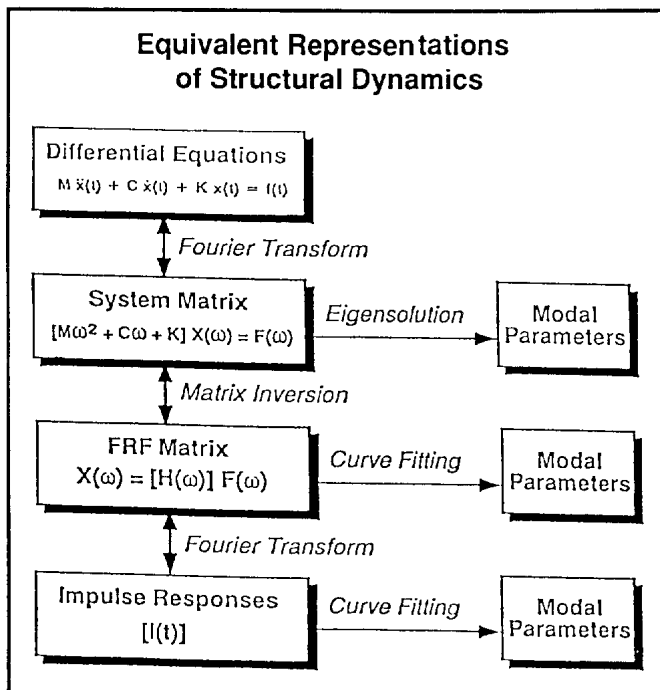 Equivalent Representations
of Structural Dynamics
Differential Equations
M ẍ(t) + C ẋ(t) + K x(t) = f(t)
Fourier Transform
System Matrix
[Mω² + Cω + K] X(ω) = F(ω)
Eigensolution
Modal
Parameters
Matrix Inversion
FRF Matrix
X(ω) = [H(ω)] F(ω)
Curve Fitting
Modal
Parameters
Fourier Transform
Impulse Responses
[I(t)]
Curve Fitting
Modal
Parameters